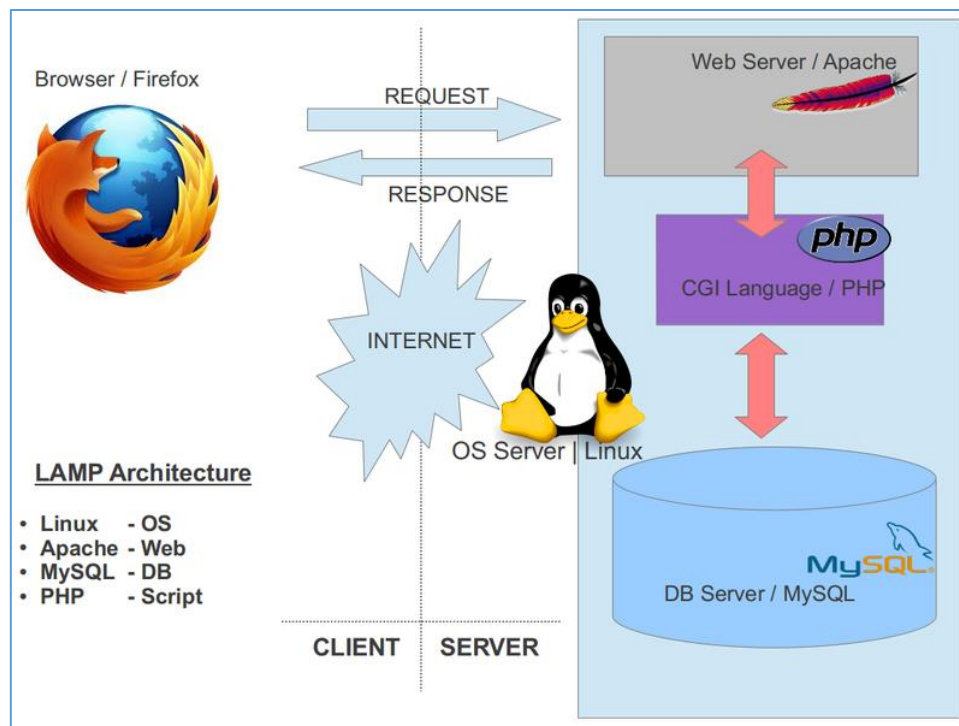 Browser / Firefox
REQUEST
RESPONSE
INTERNET
OS Server | Linux
Web Server / Apache
php
CGI Language / PHP
MySQL®
DB Server / MySQL
LAMP Architecture
• Linux - OS
• Apache - Web
• MySQL - DB
• PHP - Script
CLIENT SERVER